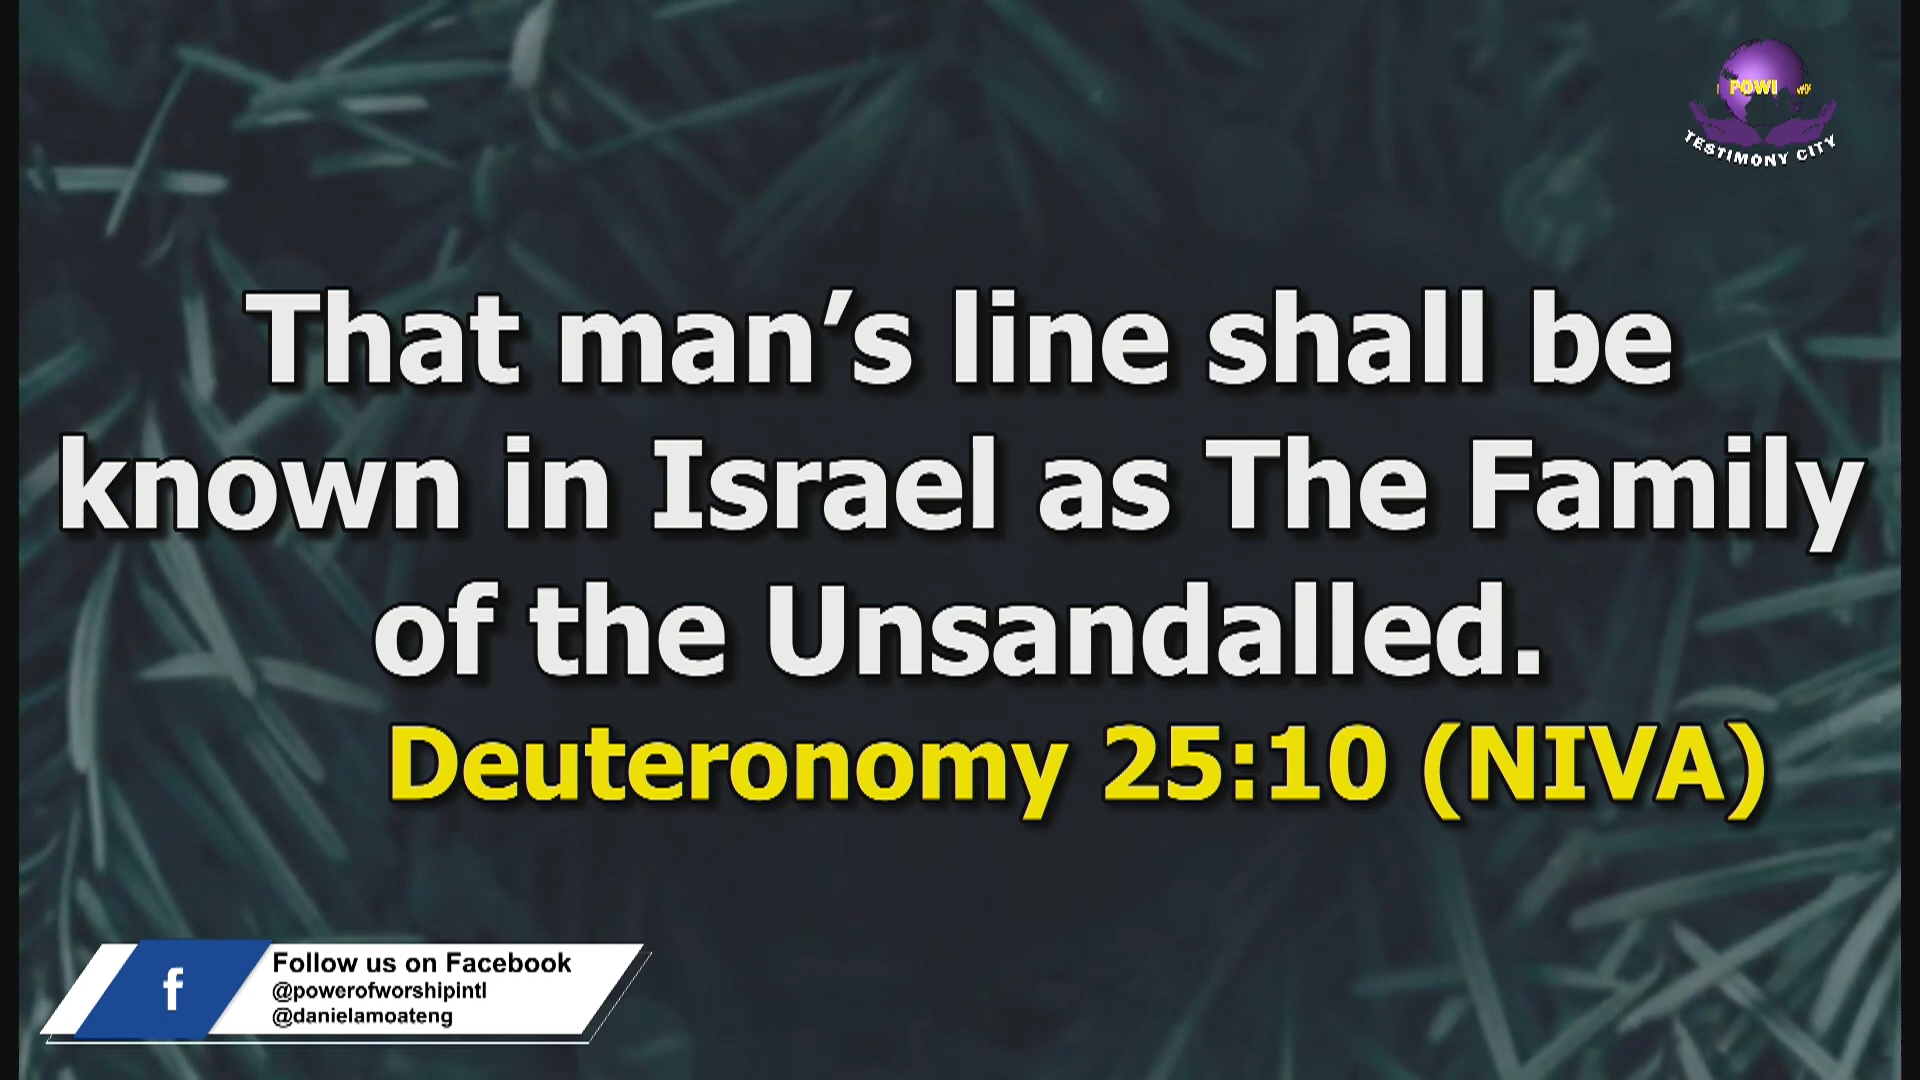 POWI
TESTIMONY CITY
That man’s line shall be
known in Israel as The Family
of the Unsandalled.
Deuteronomy 25:10 (NIVA)
f
Follow us on Facebook
@powerofworshipintl
@danielamoateng